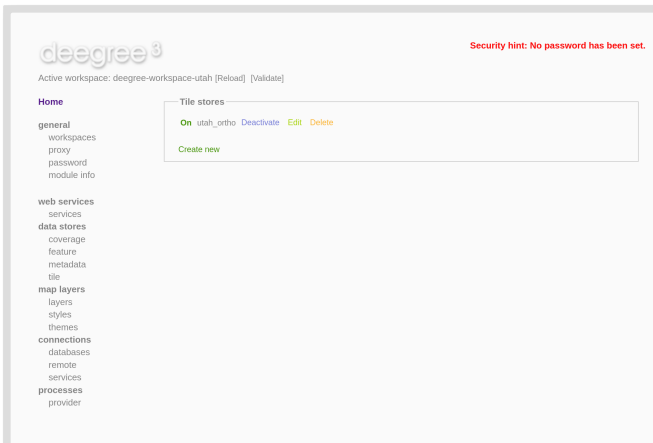 deegree 3
Security hint: No password has been set.
Active workspace: deegree-workspace-utah [Reload] [Validate]
Home
general
workspaces
proxy
password
module info
web services
services
data stores
coverage
feature
metadata
tile
map layers
layers
styles
themes
connections
databases
remote
services
processes
provider
Tile stores
On utah_ortho Deactivate Edit Delete
Create new